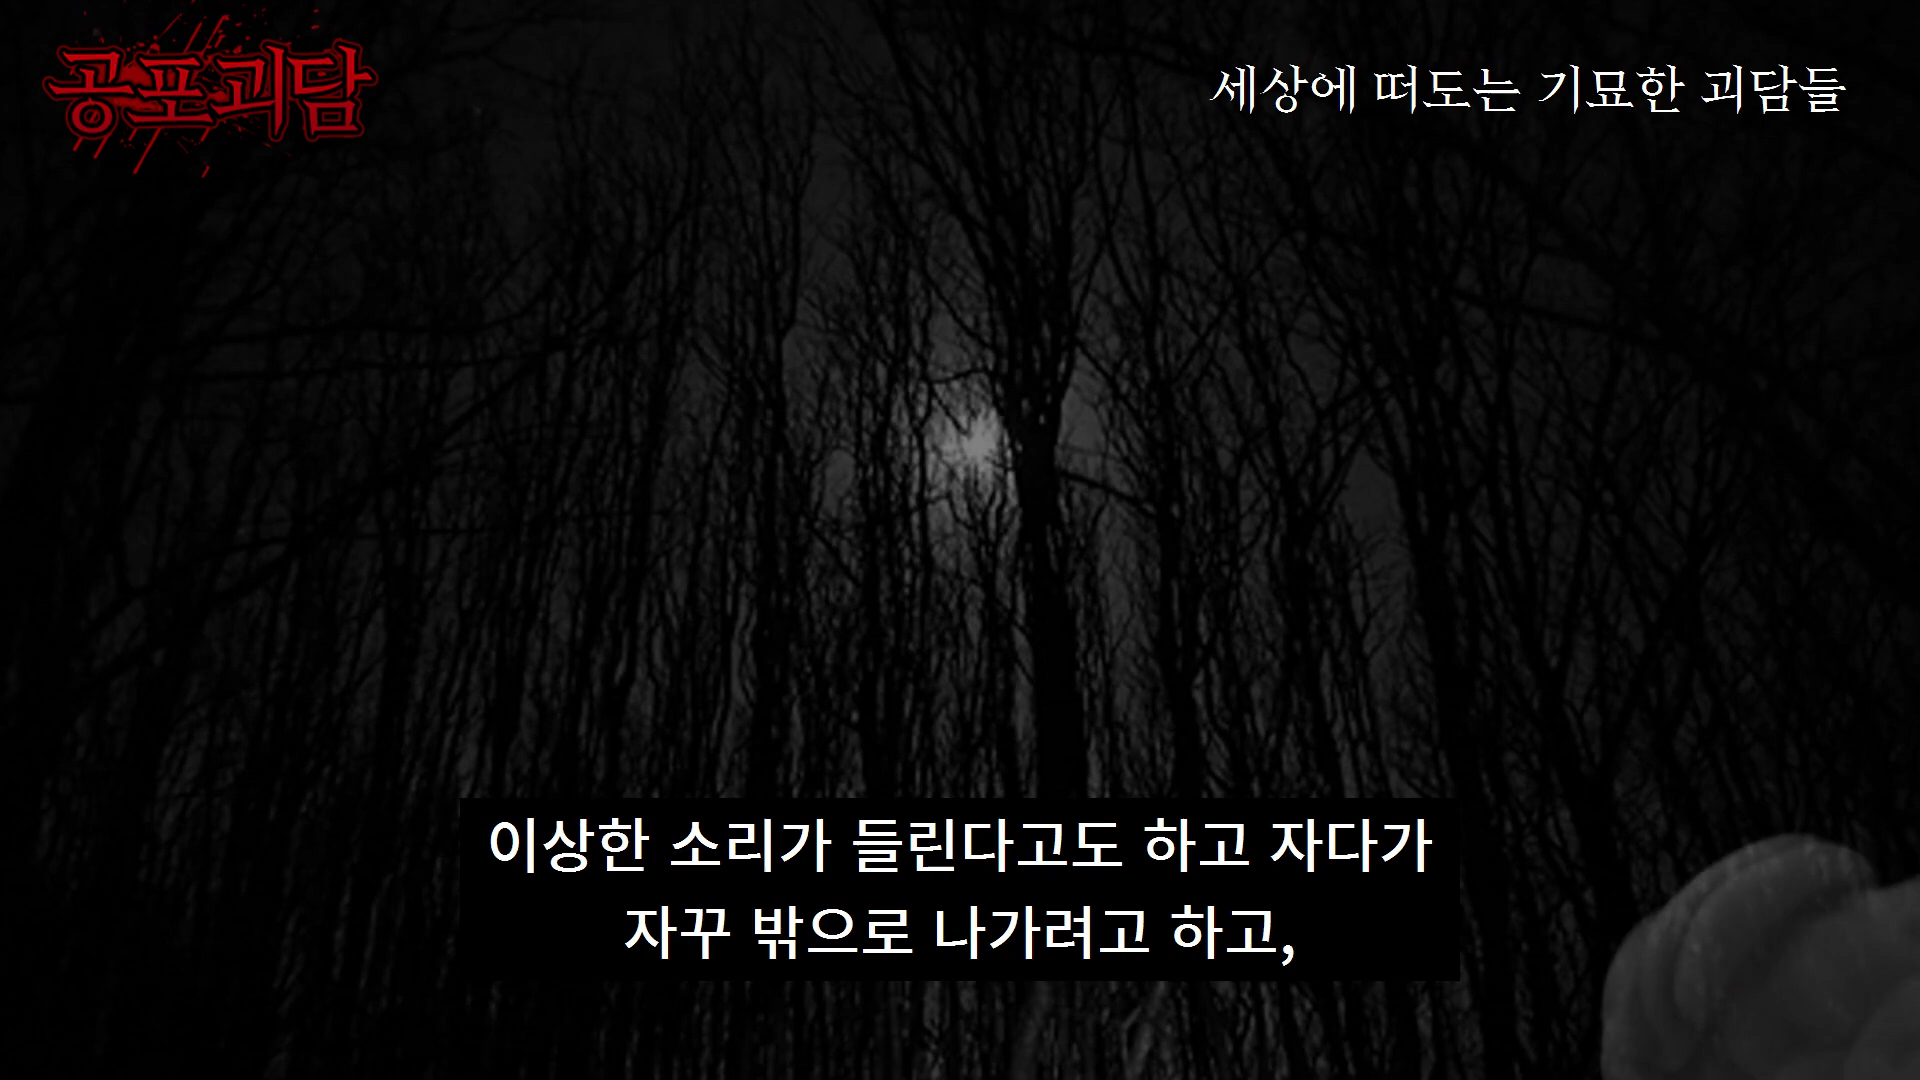 공포괴담
세상에 떠도는 기묘한 괴담들
이상한 소리가 들린다고도 하고 자다가
자꾸 밖으로 나가려고 하고,